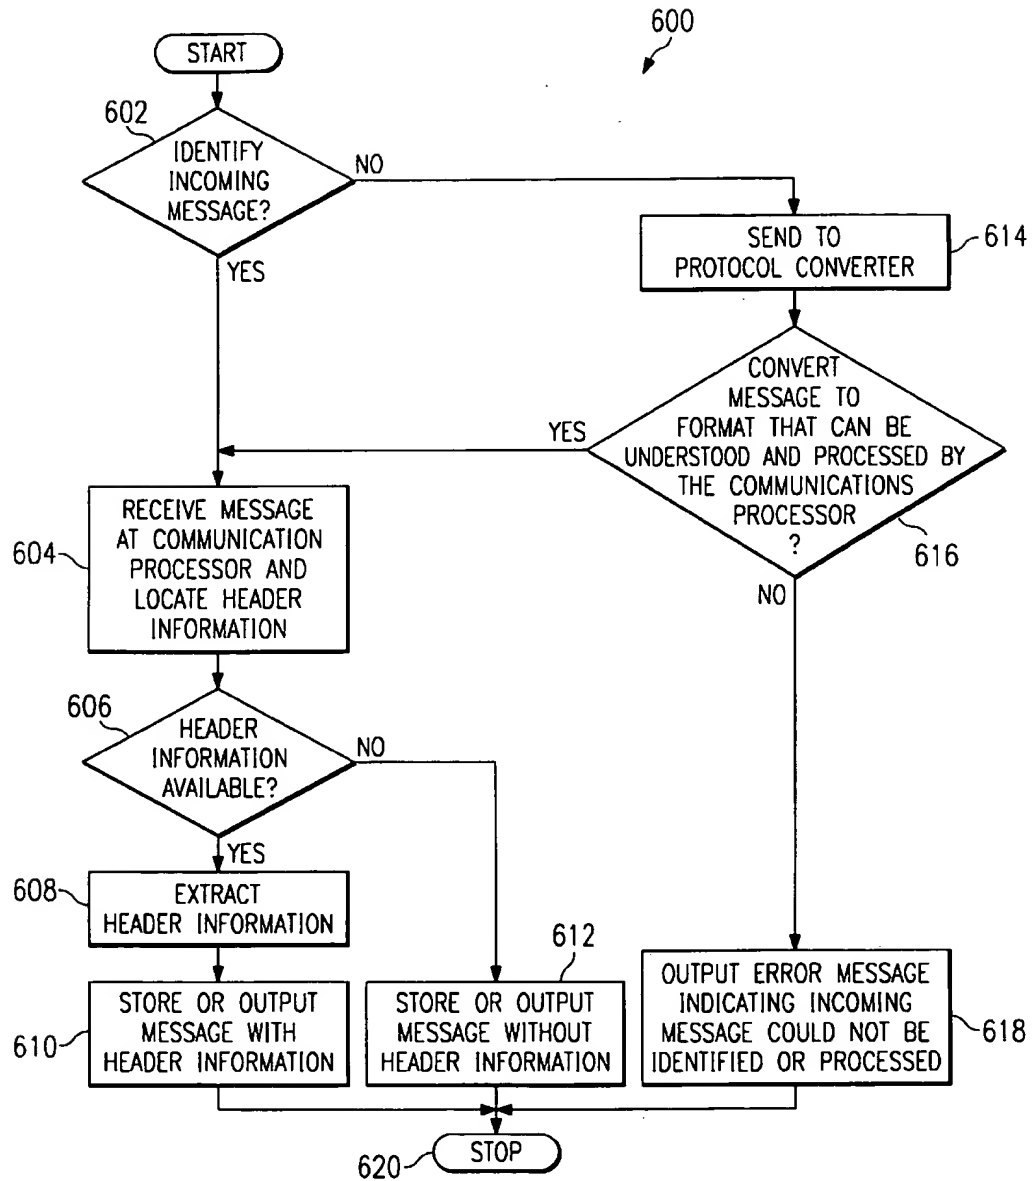 600
START
602
IDENTIFY
INCOMING
MESSAGE?
NO
YES
SEND TO
PROTOCOL CONVERTER
614
CONVERT
MESSAGE TO
FORMAT THAT CAN BE
UNDERSTOOD AND PROCESSED BY
THE COMMUNICATIONS
PROCESSOR
?
YES
616
NO
604
RECEIVE MESSAGE
AT COMMUNICATION
PROCESSOR AND
LOCATE HEADER
INFORMATION
606
HEADER
INFORMATION
AVAILABLE?
NO
YES
608
EXTRACT
HEADER INFORMATION
610
STORE OR OUTPUT
MESSAGE WITH
HEADER INFORMATION
612
STORE OR OUTPUT
MESSAGE WITHOUT
HEADER INFORMATION
OUTPUT ERROR MESSAGE
INDICATING INCOMING
MESSAGE COULD NOT BE
IDENTIFIED OR PROCESSED
618
620
STOP